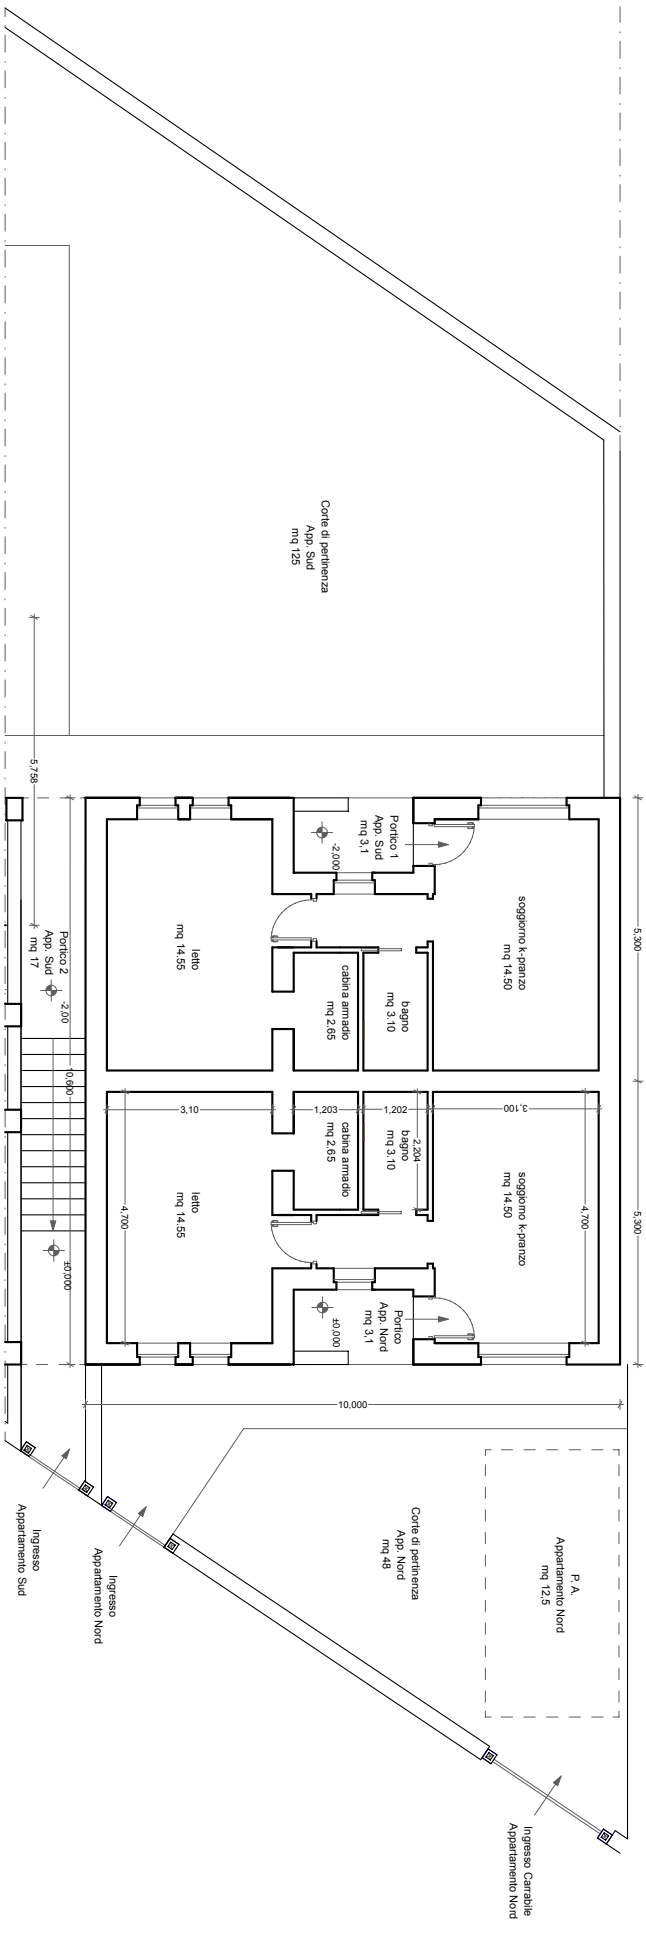 Corte di pertinenza
App. Sud
mq 125
5,758
5,300
Portico 1
App. Sud
mq 3,1
-2,000
soggiorno k-pranzo
mq 14.50
letto
mq 14.55
cabina armadio
mq 2.65
bagno
mq 3.10
Portico 2
App. Sud
mq 17
-2,00
10,600
3,10
1,203
1,202
3,100
2,204
4,700
4,700
5,300
cabina armadio
mq 2.65
bagno
mq 3.10
soggiorno k-pranzo
mq 14.50
letto
mq 14.55
±0,000
Portico
App. Nord
mq 3,1
±0,000
10,000
Corte di pertinenza
App. Nord
mq 48
P. A.
Appartamento Nord
mq 12,5
Ingresso
Appartamento Sud
Ingresso
Appartamento Nord
Ingresso Carrabile
Appartamento Nord